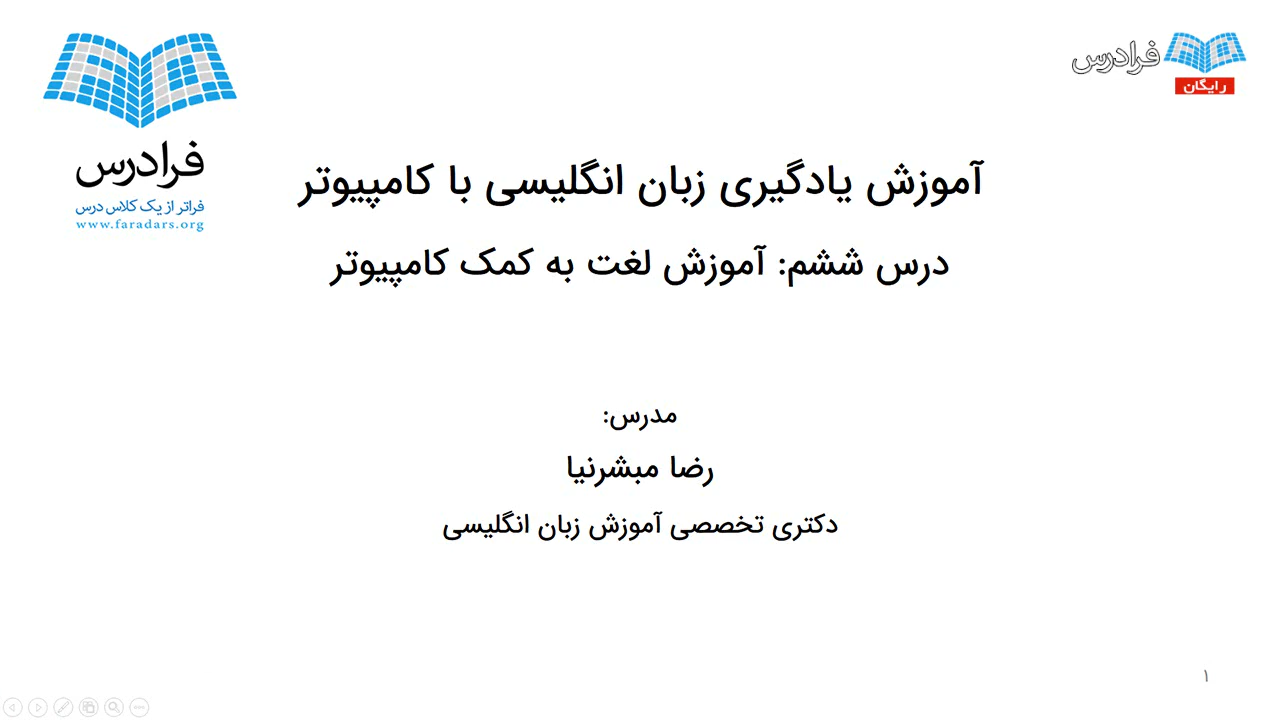 فرادرس
رایگان
فرادرس
فراتر از یک کلاس درس
www.faradars.org
آموزش یادگیری زبان انگلیسی با کامپیوتر
درس ششم: آموزش لغت به کمک کامپیوتر
مدرس:
رضا مبشرنیا
دکتری تخصصی آموزش زبان انگلیسی
۱